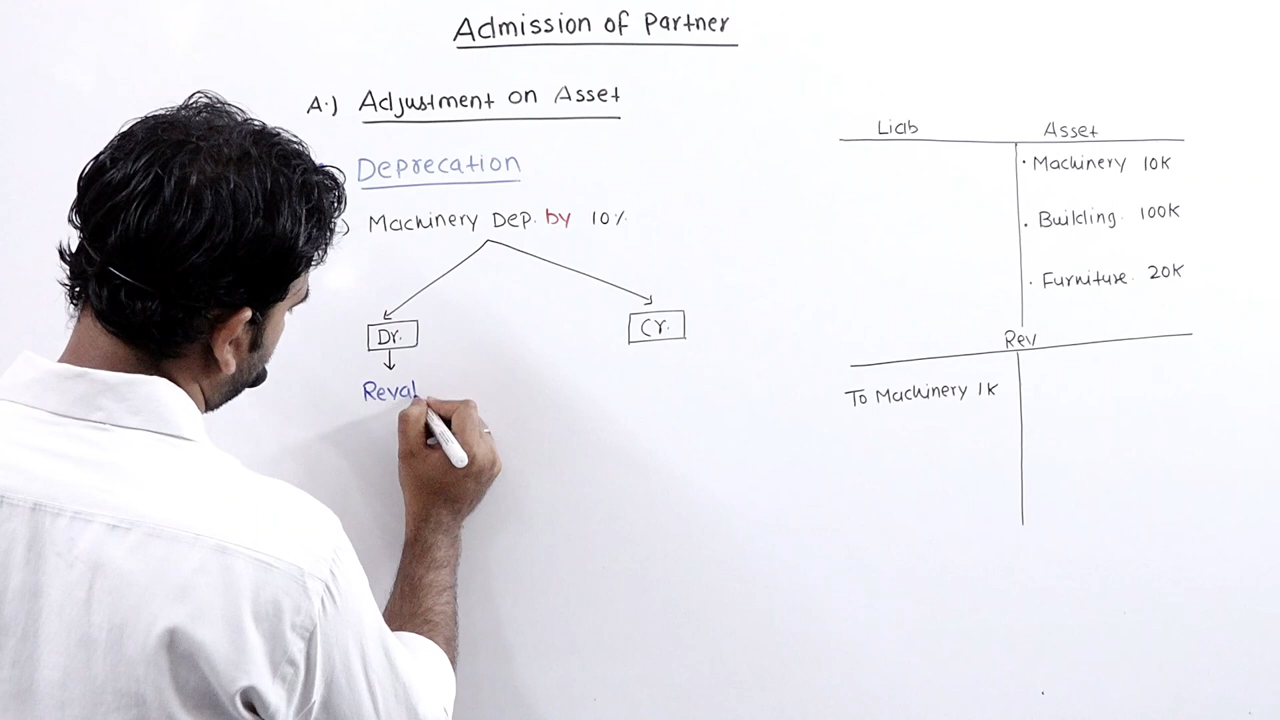 Admission of Partner
A.) Adjustment on Asset
Deprecation
) Machinery Dep. by 10%
Dr.
Cr.
Reval
Liab Asset
· Machinery 10K
· Building. 100K
· Furniture. 20K
Rev
To Machinery 1K